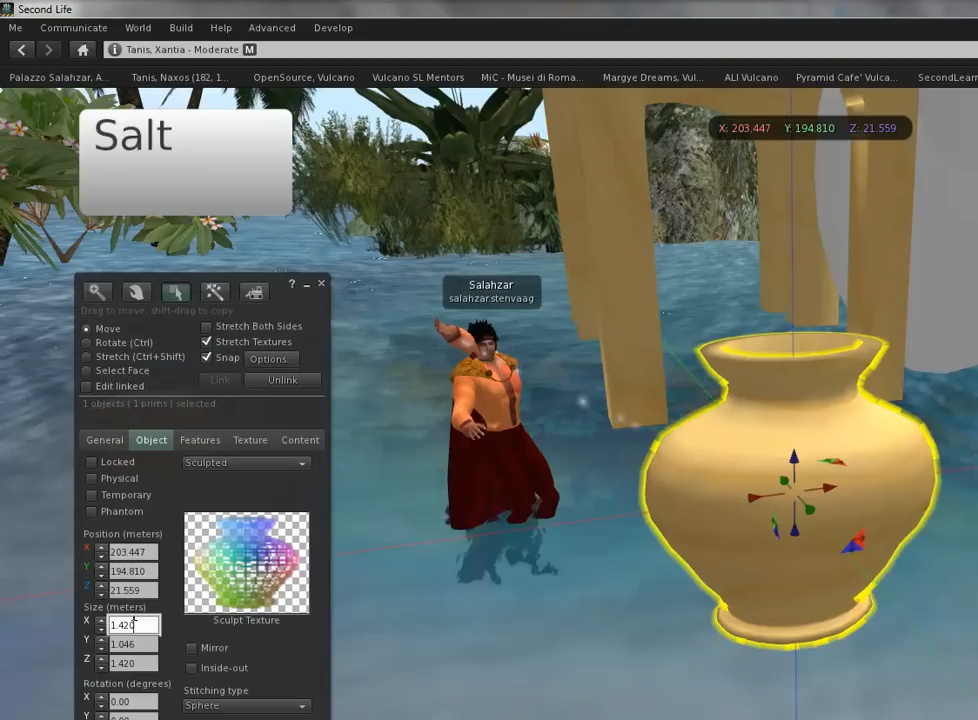 Second Life
Me Communicate World Build Help Advanced Develop
Tanis, Xantia - Moderate M
Palazzo Salahzar, A... Tanis, Naxos (182, 1... OpenSource, Vulcano Vulcano SL Mentors MiC - Musei di Roma... Margye Dreams, Vul... ALI Vulcano Pyramid Cafe' Vulca... SecondLearn
Salt
X: 203.447 Y: 194.810 Z: 21.559
Salahzar
salahzar.stenvaag
?
Drag to move, shift-drag to copy
Move
Rotate (Ctrl)
Stretch (Ctrl+Shift)
Select Face
Edit linked
Stretch Both Sides
Stretch Textures
Snap Options...
Link Unlink
1 objects ( 1 prims ) selected.
General Object Features Texture Content
Locked
Physical
Temporary
Phantom
Sculpted
Position (meters)
X 203.447
Y 194.810
Z 21.559
Size (meters)
X 1.420
Y 1.046
Z 1.420
Sculpt Texture
Mirror
Inside-out
Rotation (degrees)
X 0.00
Stitching type
Sphere